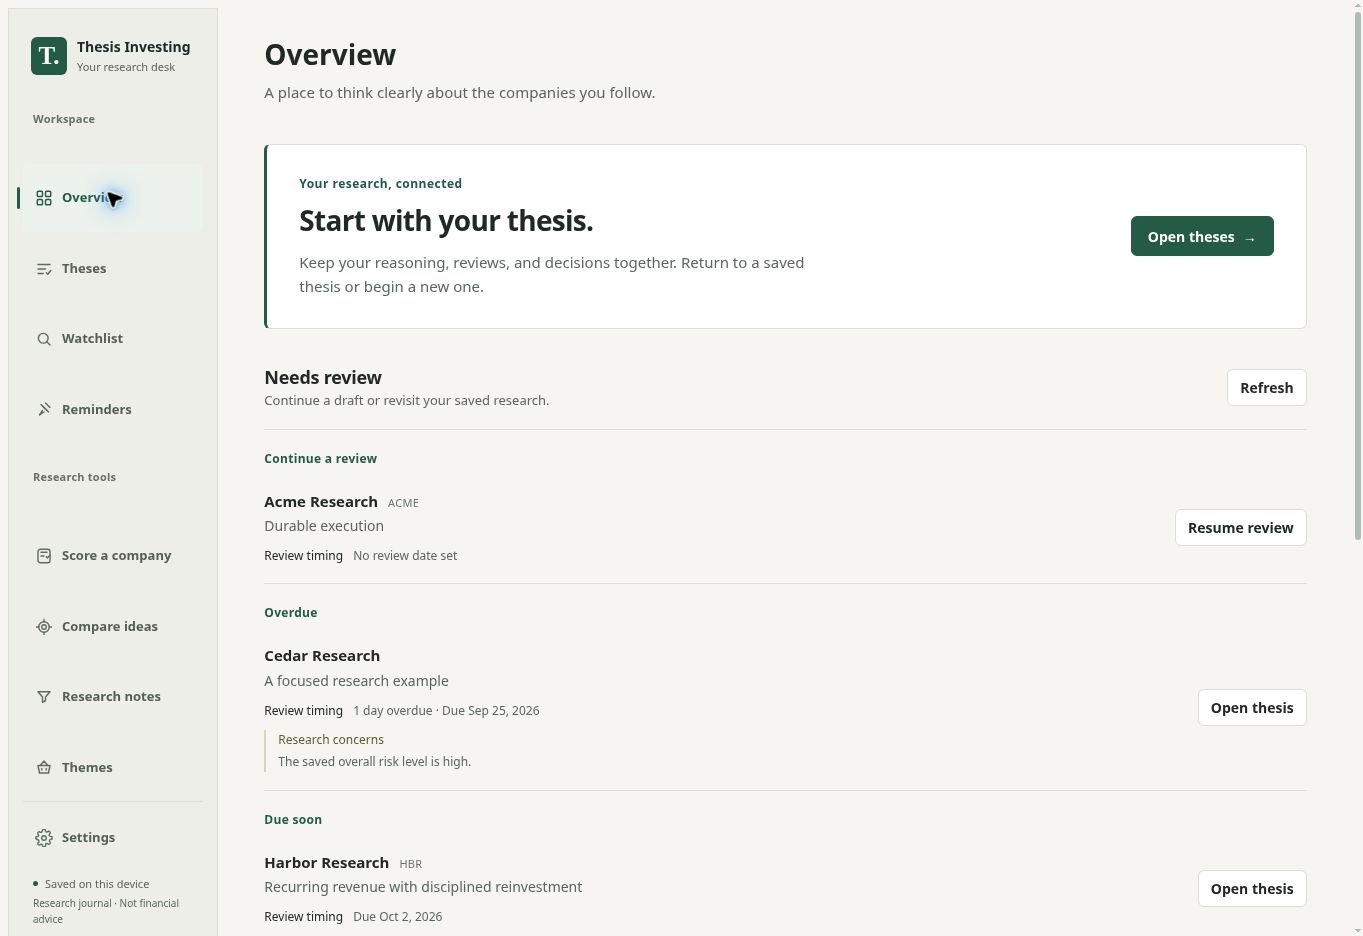 T.
Thesis Investing
Your research desk
Workspace
Overvi
Theses
Watchlist
Reminders
Research tools
Score a company
Compare ideas
Research notes
Themes
Settings
Saved on this device
Research journal · Not financial
advice
Overview
A place to think clearly about the companies you follow.
Your research, connected
Start with your thesis.
Keep your reasoning, reviews, and decisions together. Return to a saved
thesis or begin a new one.
Open theses →
Needs review
Continue a draft or revisit your saved research.
Refresh
Continue a review
Acme Research ACME
Durable execution
Review timing No review date set
Resume review
Overdue
Cedar Research
A focused research example
Review timing 1 day overdue · Due Sep 25, 2026
Research concerns
The saved overall risk level is high.
Open thesis
Due soon
Harbor Research HBR
Recurring revenue with disciplined reinvestment
Review timing Due Oct 2, 2026
Open thesis